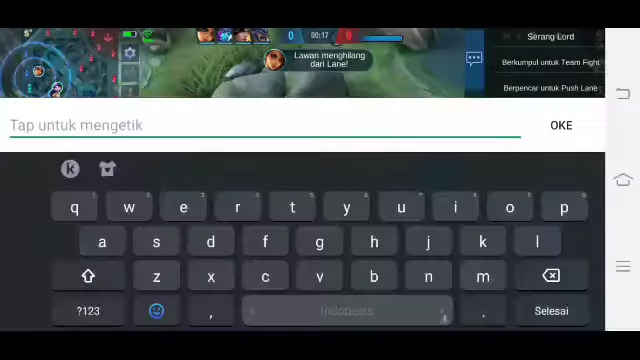 0 00:17 0
Serang Lord
Lawan menghilang
dari Lane!
Berkumpul untuk Team Fight
Berpencar untuk Push Lane
Tap untuk mengetik
OKE
k
q w e r t y u i o p
a s d f g h j k l
z x c v b n m
?123 , . Selesai